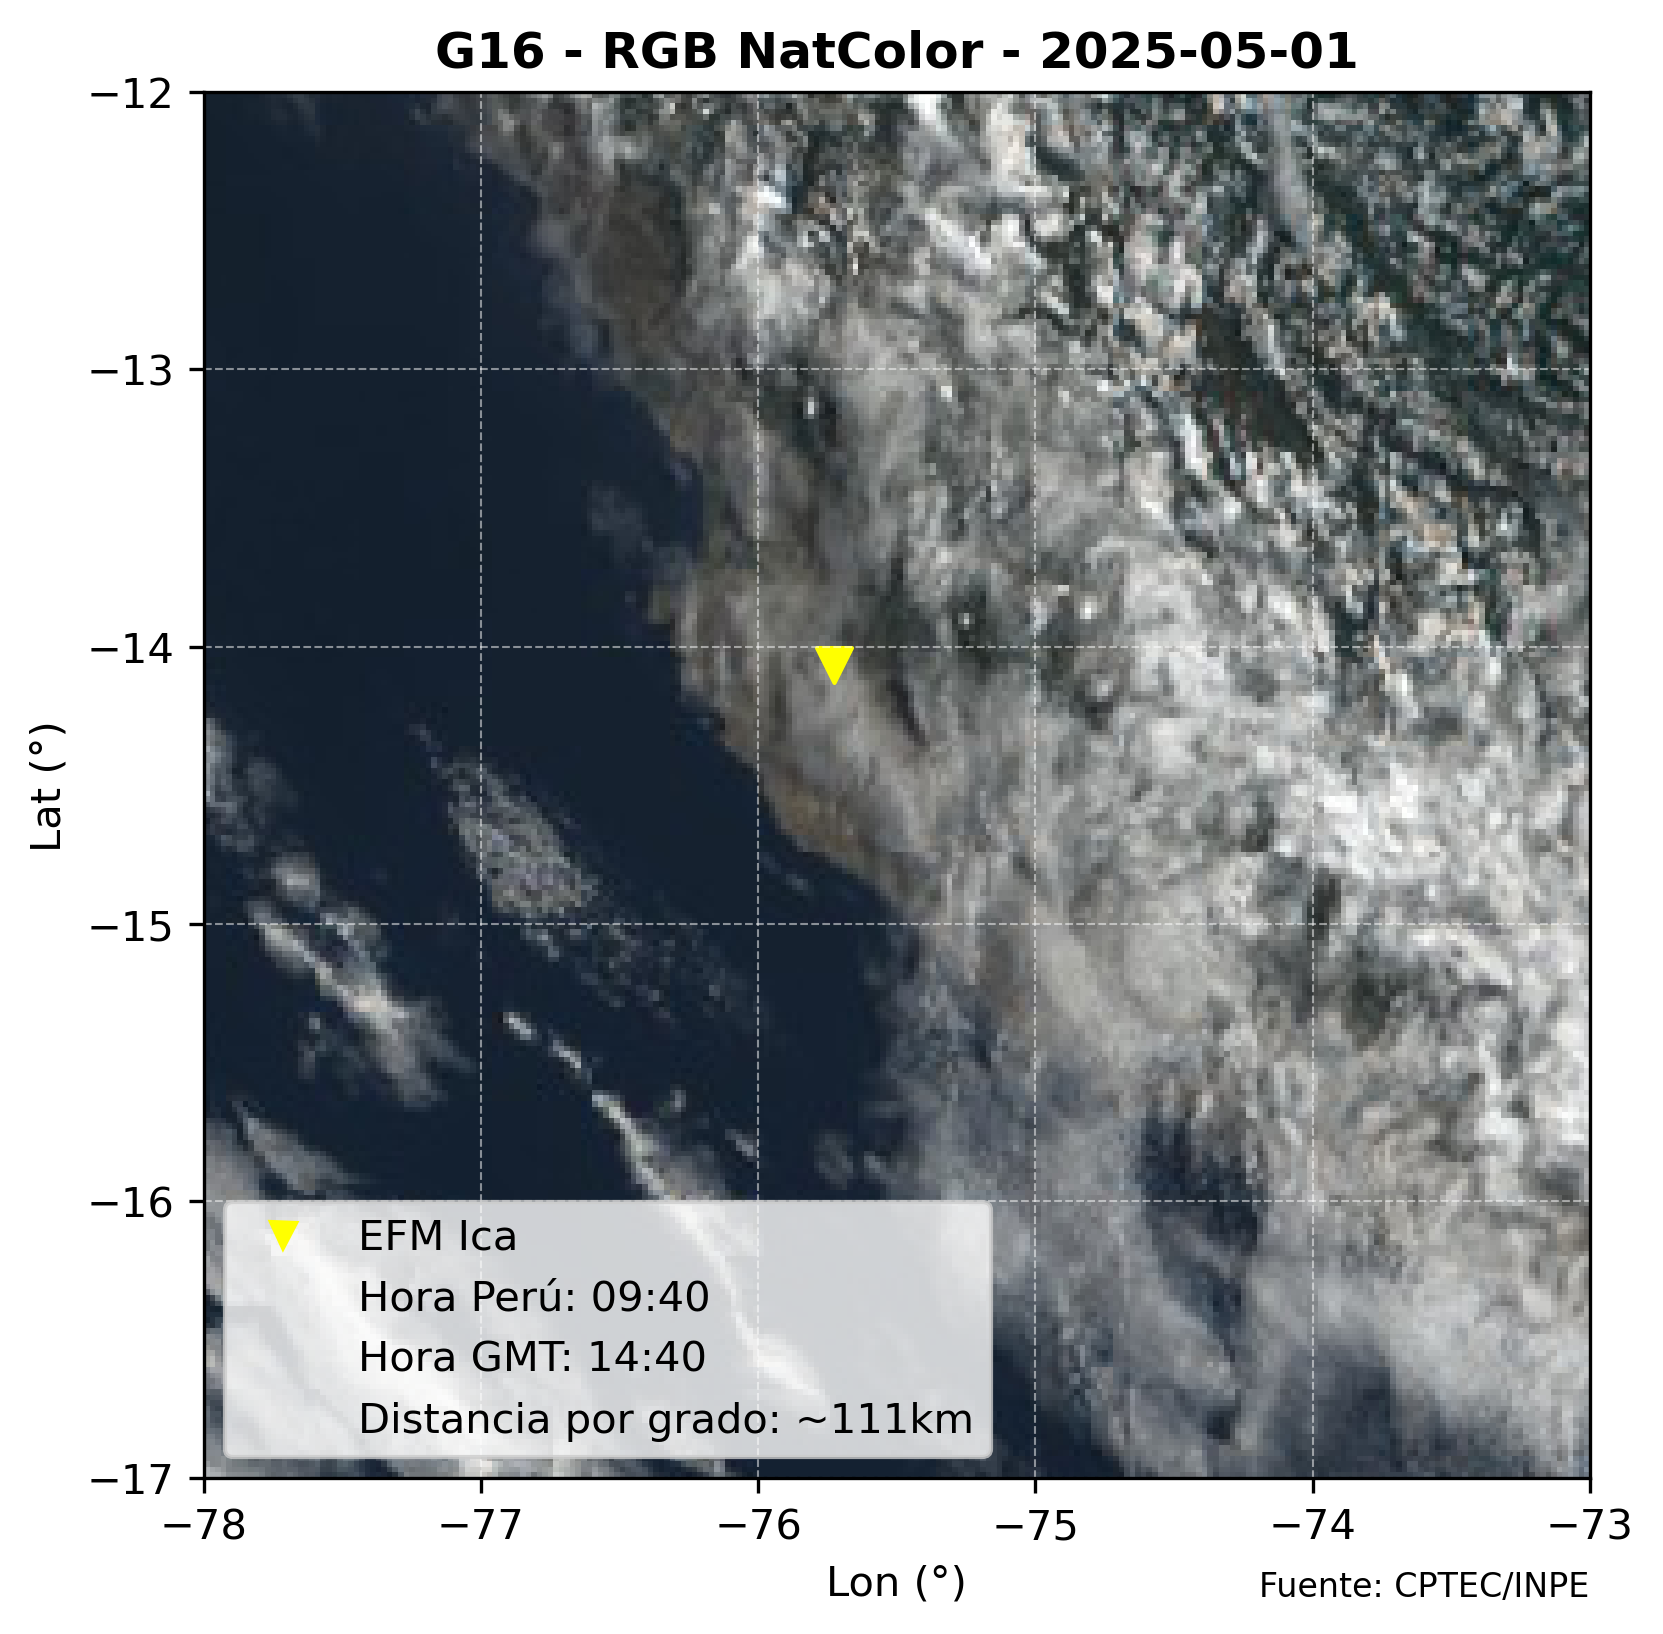 G16 - RGB NatColor - 2025-05-01
−12
−13
−14
−15
−16
−17
Lat (°)
EFM Ica
Hora Perú: 09:40
Hora GMT: 14:40
Distancia por grado: ~111km
−78 −77 −76 −75 −74 −73
Lon (°)
Fuente: CPTEC/INPE